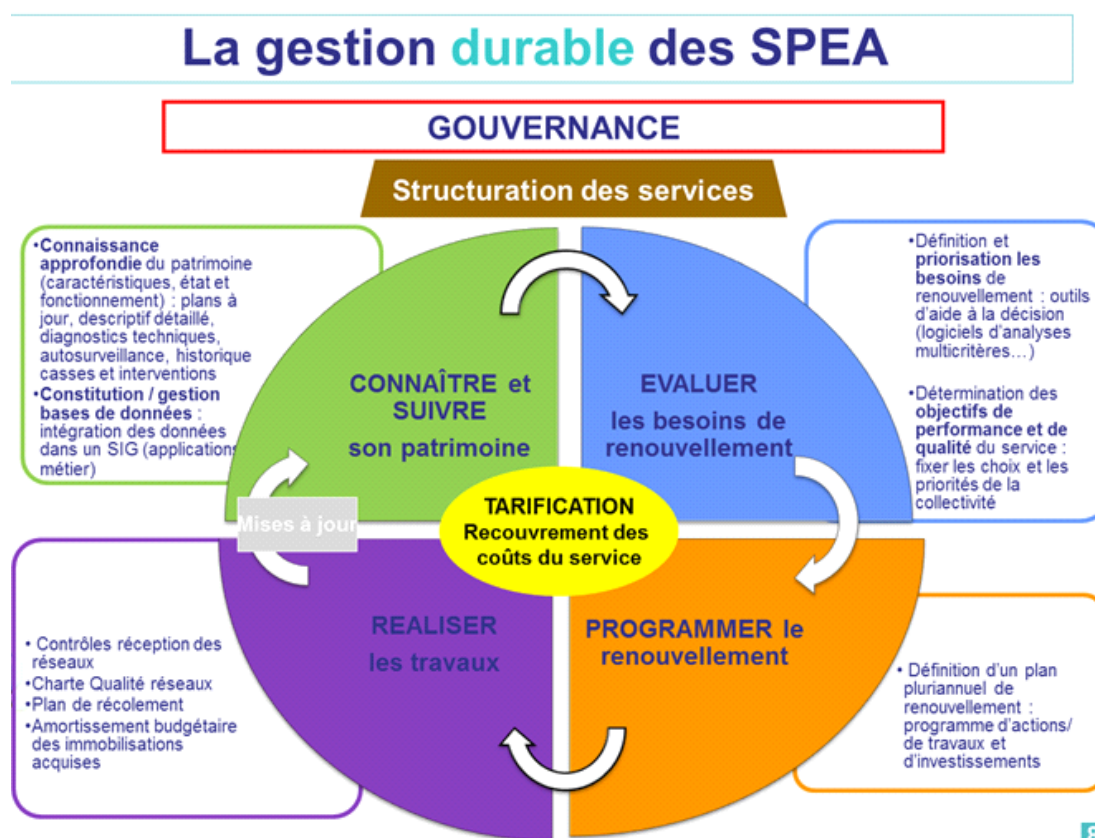 La gestion durable des SPEA
GOUVERNANCE
Structuration des services
•Connaissance
approfondie du patrimoine
(caractéristiques, état et
fonctionnement) : plans à
jour, descriptif détaillé,
diagnostics techniques,
autosurveillance, historique
casses et interventions
•Constitution / gestion
bases de données :
intégration des données
dans un SIG (applications
métier)
CONNAÎTRE et
SUIVRE
son patrimoine
EVALUER
les besoins de
renouvellement
•Définition et
priorisation les
besoins de
renouvellement : outils
d'aide à la décision
(logiciels d'analyses
multicritères…)
•Détermination des
objectifs de
performance et de
qualité du service :
fixer les choix et les
priorités de la
collectivité
Mises à jour
TARIFICATION
Recouvrement des
coûts du service
REALISER
les travaux
PROGRAMMER le
renouvellement
• Contrôles réception des
réseaux
•Charte Qualité réseaux
•Plan de récolement
•Amortissement budgétaire
des immobilisations
acquises
• Définition d'un plan
pluriannuel de
renouvellement :
programme d'actions/
de travaux et
d'investissements